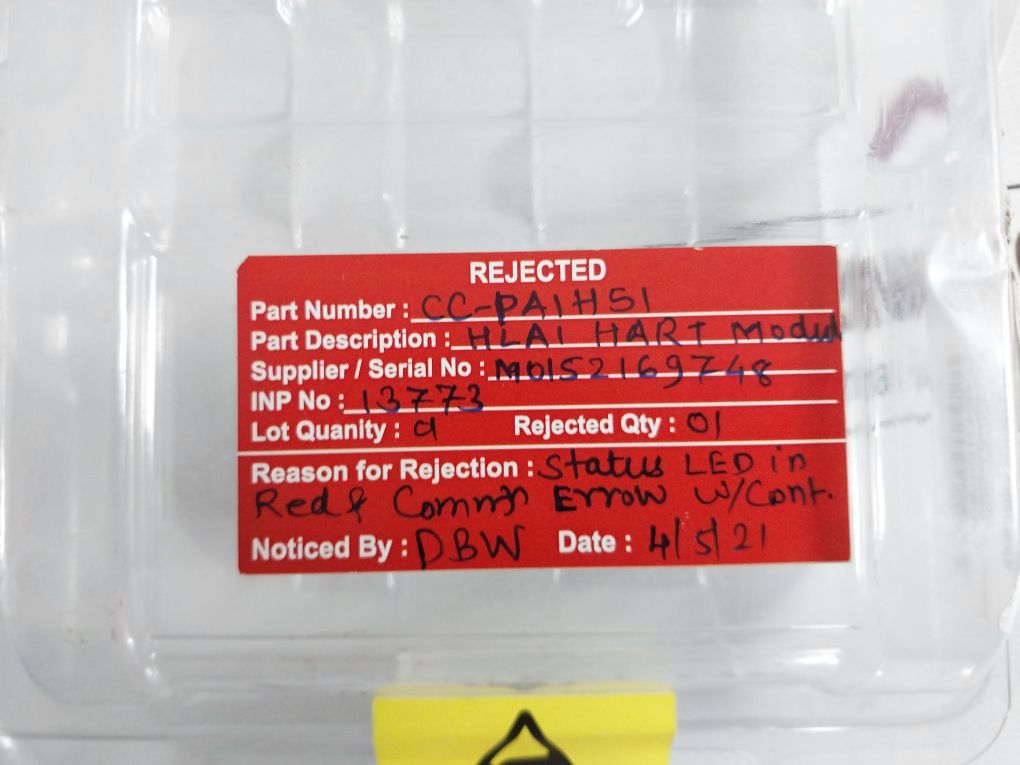 REJECTED
Part Number : CC-PAIH51
Part Description : HLAI HART Modul
Supplier / Serial No : M0152169748
INP No : 13773
Lot Quanity : 9 Rejected Qty : 01
Reason for Rejection : Status LED in
Red & Commn Error w/Cont.
Noticed By : DBW Date : 4/5/21